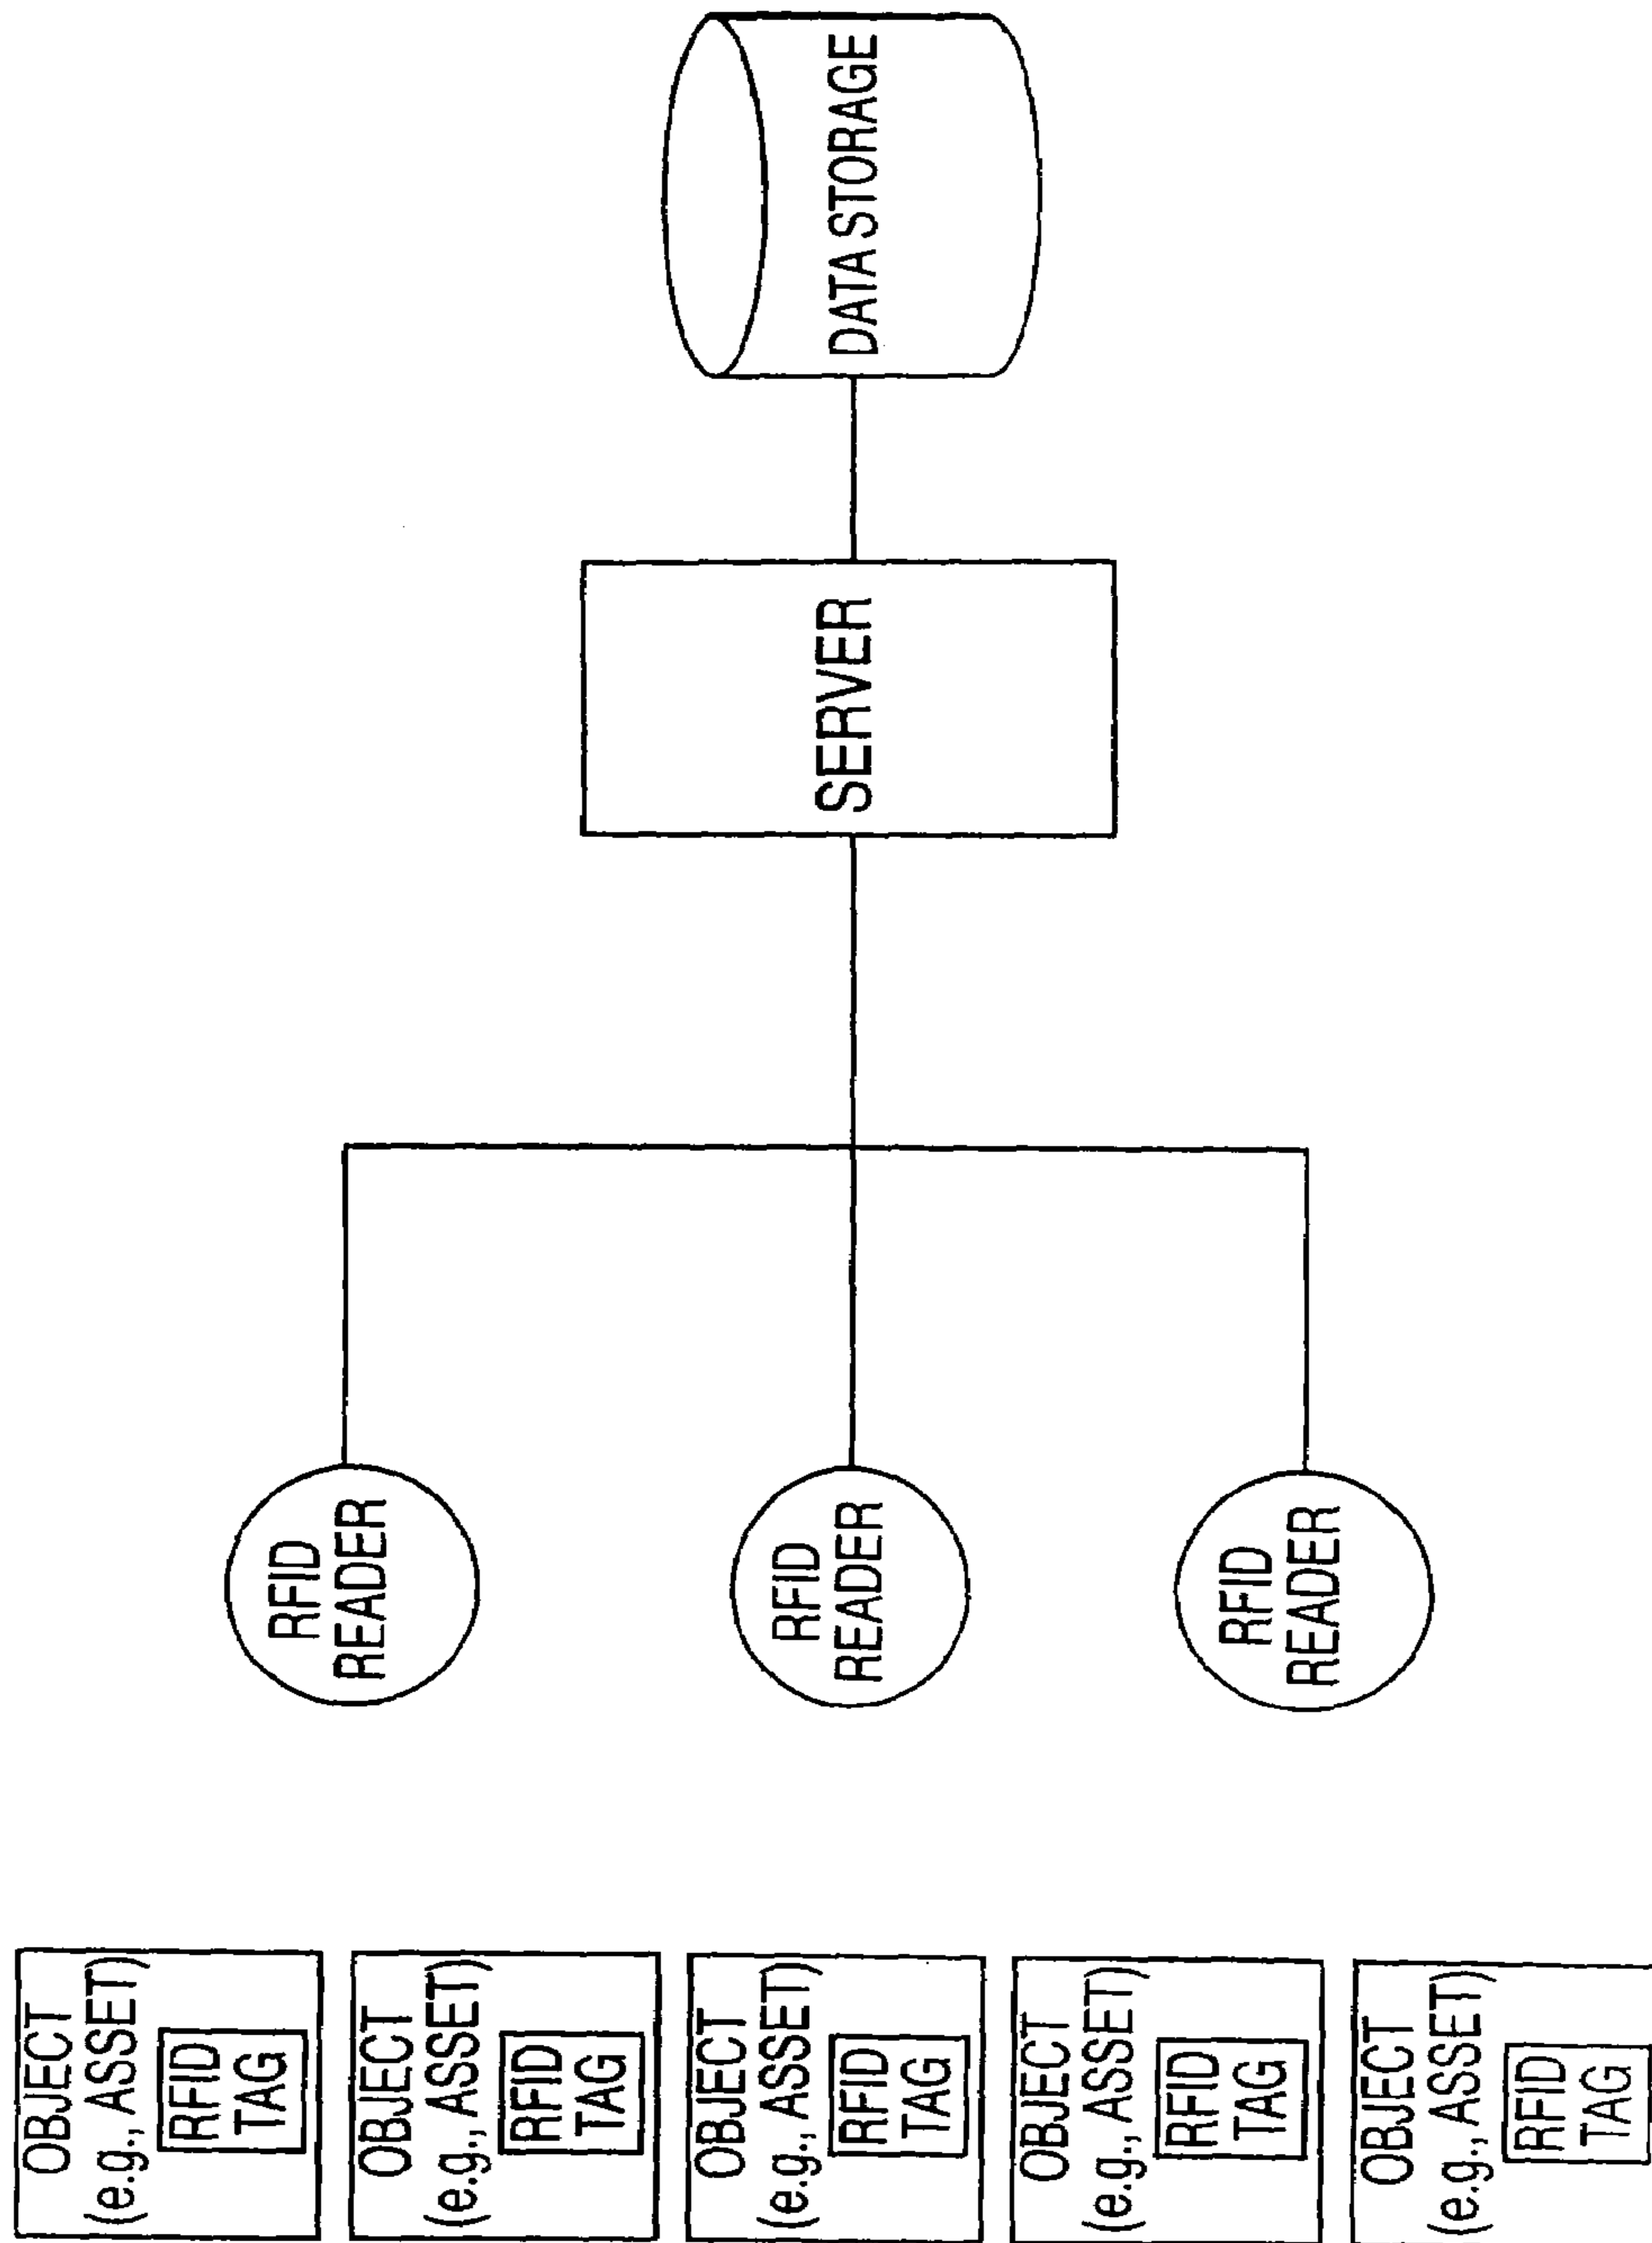 OBJECT
(e.g., ASSET)
RFID
TAG
OBJECT
(e.g., ASSET)
RFID
TAG
OBJECT
(e.g., ASSET)
RFID
TAG
OBJECT
(e.g., ASSET)
RFID
TAG
OBJECT
(e.g., ASSET)
RFID
TAG
RFID
READER
RFID
READER
RFID
READER
SERVER
DATA STORAGE